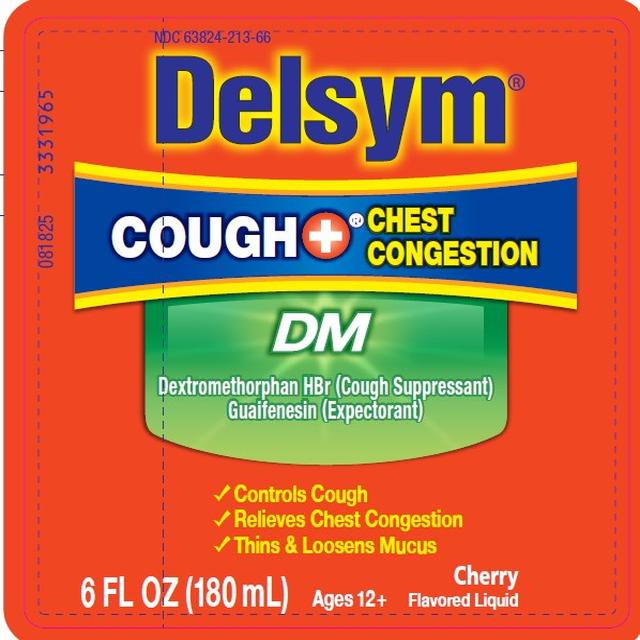 NDC 63824-213-66
Delsym®
3331965
081825
COUGH+® CHEST
CONGESTION
DM
Dextromethorphan HBr (Cough Suppressant)
Guaifenesin (Expectorant)
✓ Controls Cough
✓ Relieves Chest Congestion
✓ Thins & Loosens Mucus
6 FL OZ (180 mL) Ages 12+ Cherry
Flavored Liquid